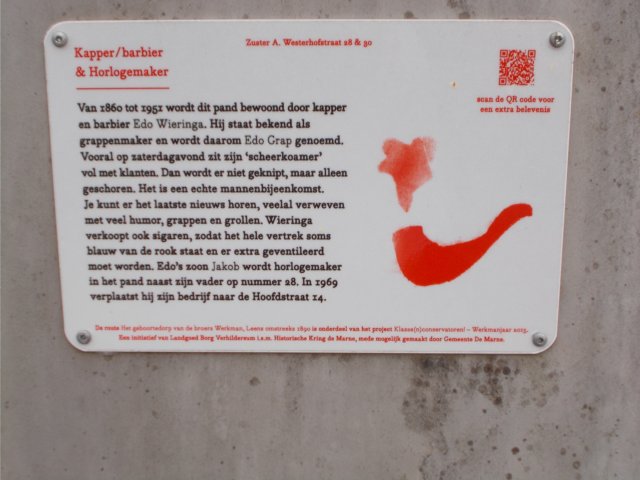 Kapper/barbier
& Horlogemaker
Zuster A. Westerhofstraat 28 & 30
scan de QR code voor
een extra belevenis
Van 1860 tot 1951 wordt dit pand bewoond door kapper
en barbier Edo Wieringa. Hij staat bekend als
grappenmaker en wordt daarom Edo Grap genoemd.
Vooral op zaterdagavond zit zijn ‘scheerkoamer’
vol met klanten. Dan wordt er niet geknipt, maar alleen
geschoren. Het is een echte mannenbijeenkomst.
Je kunt er het laatste nieuws horen, veelal verweven
met veel humor, grappen en grollen. Wieringa
verkoopt ook sigaren, zodat het hele vertrek soms
blauw van de rook staat en er extra geventileerd
moet worden. Edo's zoon Jakob wordt horlogemaker
in het pand naast zijn vader op nummer 28. In 1969
verplaatst hij zijn bedrijf naar de Hoofdstraat 14.
De route Het geboortedorp van de broers Werkman, Leens omstreeks 1890 is onderdeel van het project Klasse(n)conservatoren! – Werkmanjaar 2015.
Een initiatief van Landgoed Borg Verhildersum i.s.m. Historische Kring de Marne, mede mogelijk gemaakt door Gemeente De Marne.